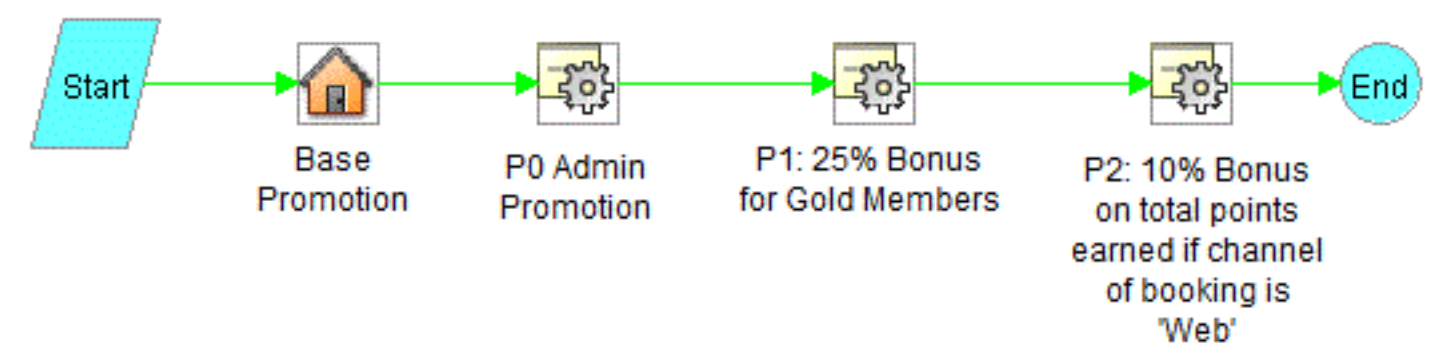 Start
Base
Promotion
P0 Admin
Promotion
P1: 25% Bonus
for Gold Members
P2: 10% Bonus
on total points
earned if channel
of booking is
'Web'
End